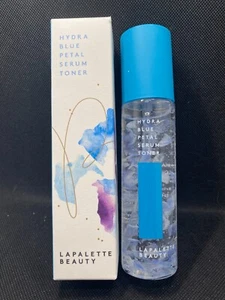 HYDRA
BLUE
PETAL
SERUM
TONER
LAPALETTE
BEAUTY
HYDRA
BLUE
PETAL
SERUM
TONER
LAPALETTE
BEAUTY